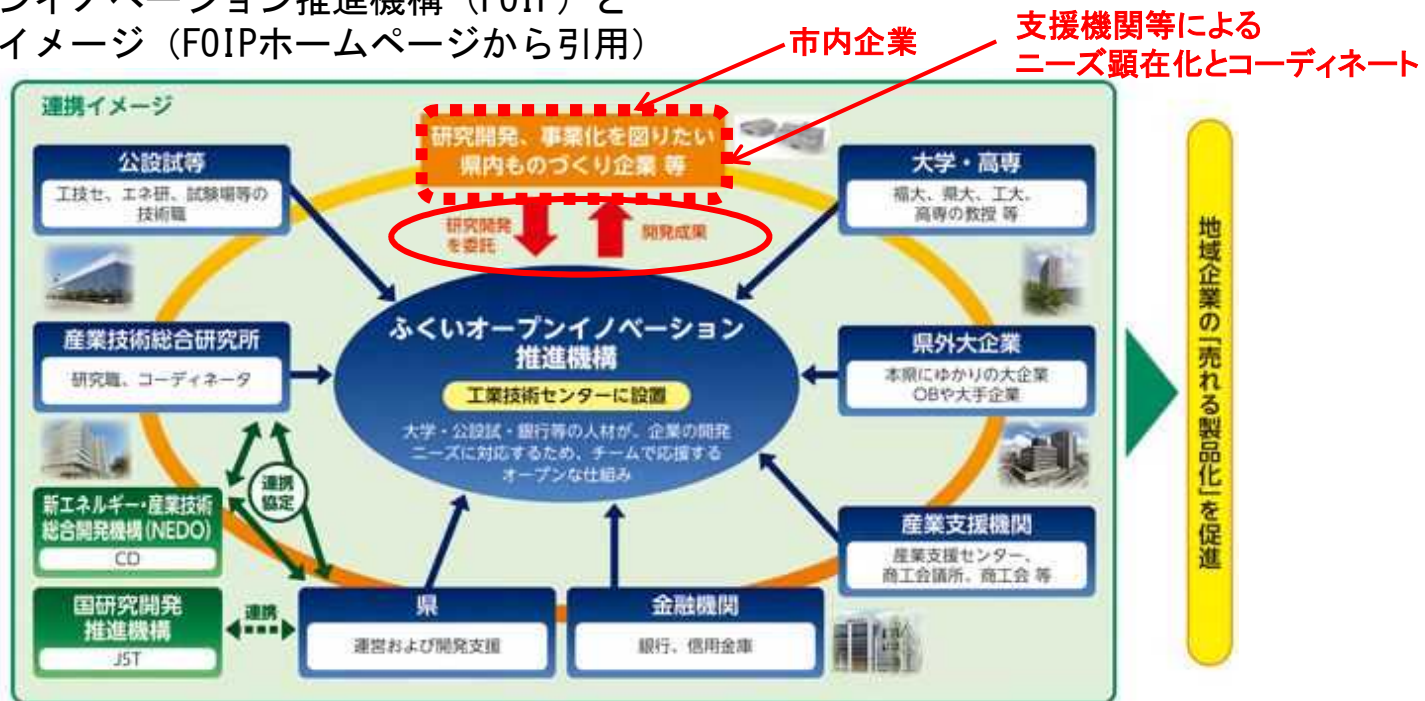 イメージ（FOIPホームページから引用）
市内企業
支援機関等による
ニーズ顕在化とコーディネート
連携イメージ
研究開発、事業化を図りたい
県内ものづくり企業 等
研究開発
を委託
開発成果
公設試等
工技セ、エネ研、試験場等の
技術職
大学・高専
福大、県大、工大、
高専の教授 等
産業技術総合研究所
研究職、コーディネータ
ふくいオープンイノベーション
推進機構
工業技術センターに設置
大学・公設試・銀行等の人材が、企業の開発
ニーズに対応するため、チームで応援する
オープンな仕組み
県外大企業
本県にゆかりの大企業
OBや大手企業
連携
協定
新エネルギー・産業技術
総合開発機構(NEDO)
CD
産業支援機関
産業支援センター、
商工会議所、商工会 等
国研究開発
推進機構
JST
連携
県
運営および開発支援
金融機関
銀行、信用金庫
地域企業の「売れる製品化」を促進